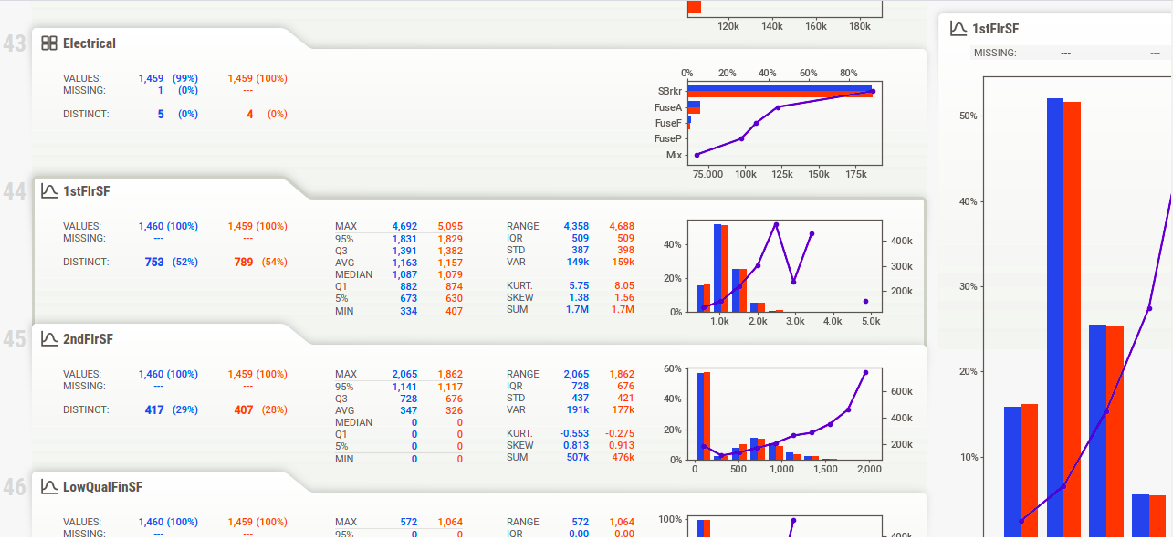 120k 140k 160k 180k
43 Electrical
VALUES: 1,459 (99%) 1,459 (100%)
MISSING: 1 (0%) ---
DISTINCT: 5 (0%) 4 (0%)
0% 20% 40% 60% 80%
SBrkr
FuseA
FuseF
FuseP
Mix
75.000 100k 125k 150k 175k
44 1stFlrSF
VALUES: 1,460 (100%) 1,459 (100%)
MISSING: --- ---
DISTINCT: 753 (52%) 789 (54%)
MAX 4,692 5,095
95% 1,831 1,829
Q3 1,391 1,382
AVG 1,163 1,157
MEDIAN 1,087 1,079
Q1 882 874
5% 673 630
MIN 334 407
RANGE 4,358 4,688
IQR 509 509
STD 387 398
VAR 149k 159k
KURT. 5.75 8.05
SKEW 1.38 1.56
SUM 1.7M 1.7M
40%
20%
0%
400k
300k
200k
1.0k 2.0k 3.0k 4.0k 5.0k
45 2ndFlrSF
VALUES: 1,460 (100%) 1,459 (100%)
MISSING: --- ---
DISTINCT: 417 (29%) 407 (28%)
MAX 2,065 1,862
95% 1,141 1,117
Q3 728 676
AVG 347 326
MEDIAN 0 0
Q1 0 0
5% 0 0
MIN 0 0
RANGE 2,065 1,862
IQR 728 676
STD 437 421
VAR 191k 177k
KURT. -0.553 -0.275
SKEW 0.813 0.913
SUM 507k 476k
60%
40%
20%
0%
600k
400k
200k
0 500 1,000 1,500 2,000
46 LowQualFinSF
VALUES: 1,460 (100%) 1,459 (100%)
MISSING: --- ---
MAX 572 1,064
95% 0 0
RANGE 572 1,064
IQR 0.00 0.00
100%
400k
1stFlrSF
MISSING: --- ---
50%
40%
30%
20%
10%